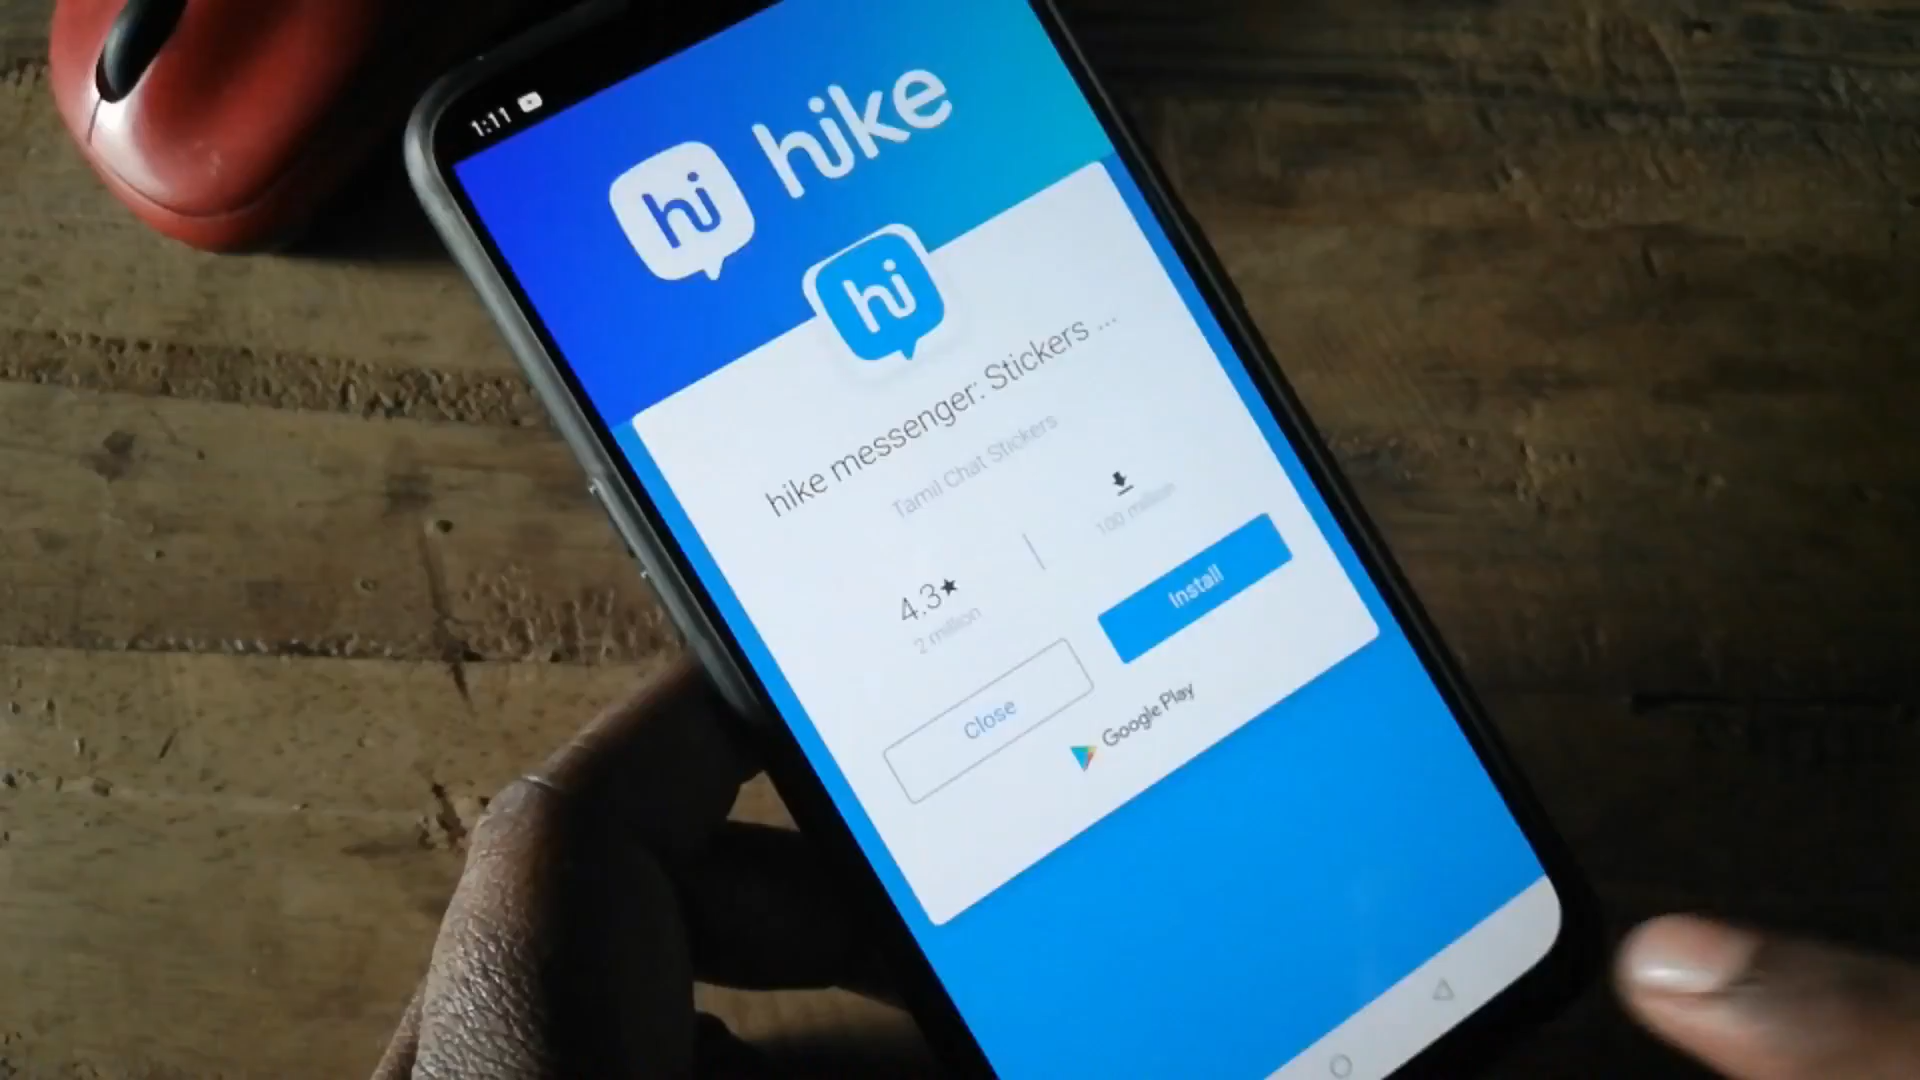 1:11
hi hike
hi
hike messenger: Stickers ...
Tamil Chat Stickers
4.3★
2 million
100 million
Close
Install
Google Play